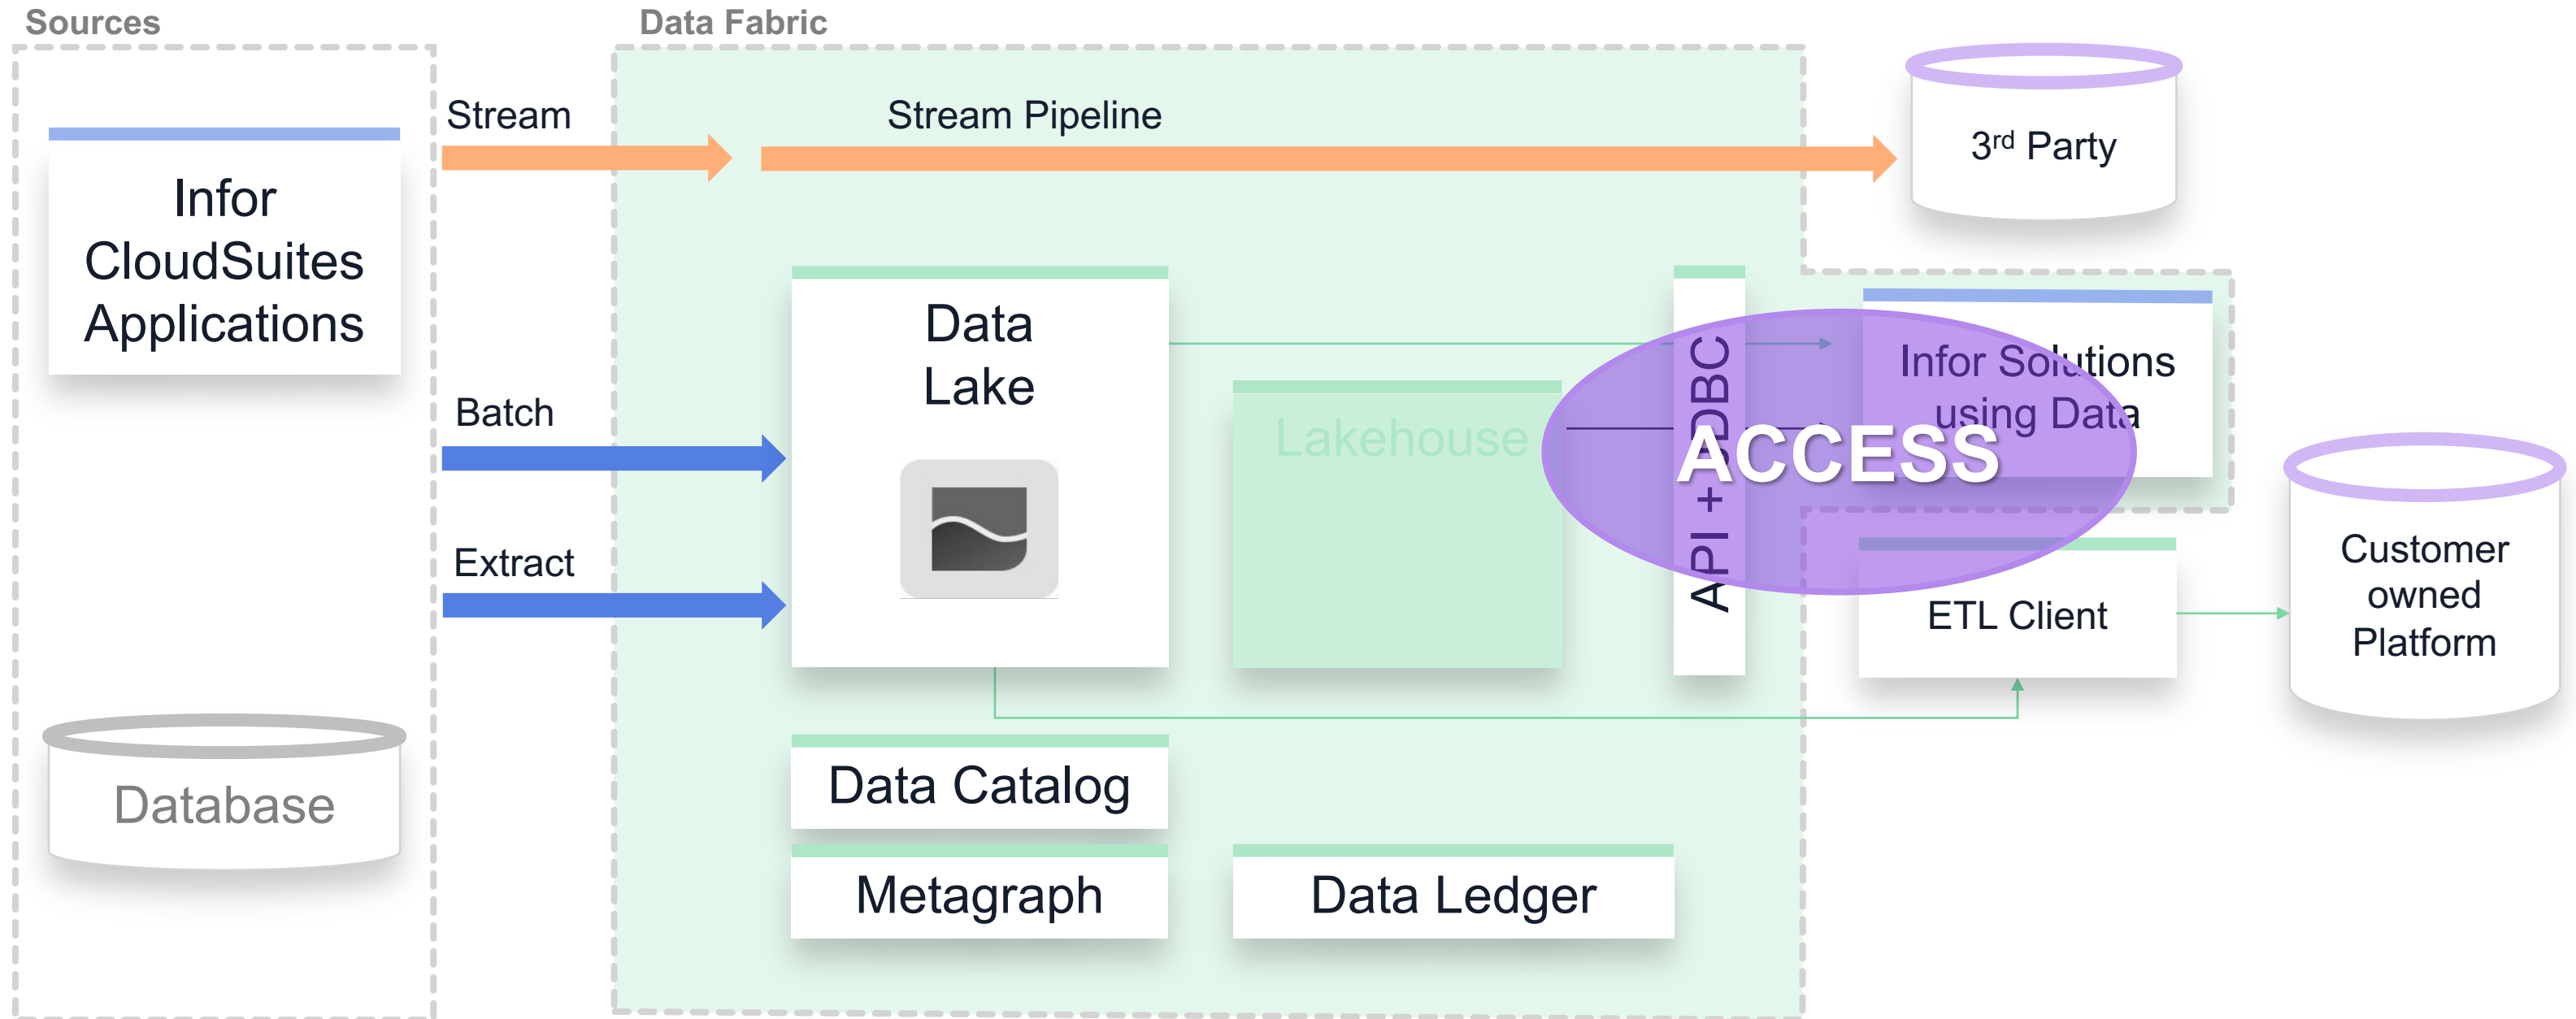 Sources
Data Fabric
Infor
CloudSuites
Applications
Database
Stream
Batch
Extract
Stream Pipeline
Data
Lake
Lakehouse
API + JDBC
Data Catalog
Metagraph
Data Ledger
3rd Party
Infor Solutions
using Data
ACCESS
ETL Client
Customer
owned
Platform